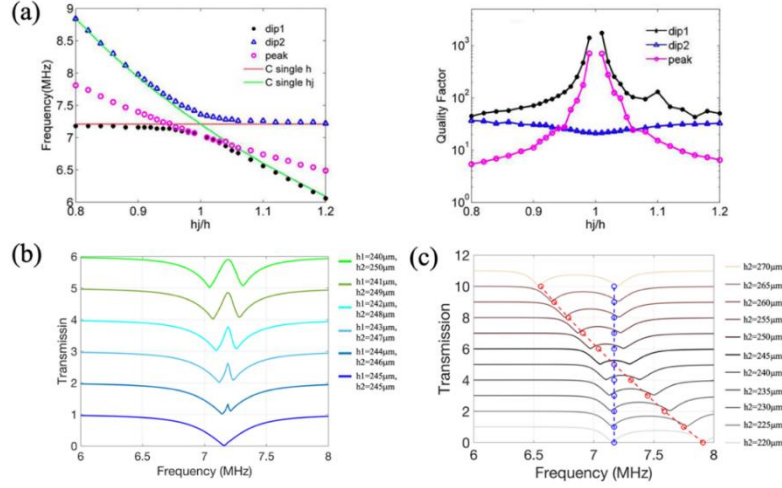 (a)
9
8.5
8
7.5
7
6.5
6
Frequency(MHz)
0.8
0.9
1
1.1
1.2
hj/h
dip1
dip2
peak
C single h
C single hj
10³
10²
10¹
10⁰
Quality Factor
0.8
0.9
1
1.1
1.2
hj/h
dip1
dip2
peak
(b)
6
5
4
3
2
1
0
Transmissin
6
6.5
7
7.5
8
Frequency (MHz)
h1=240μm,
h2=250μm
h1=241μm,
h2=249μm
h1=242μm,
h2=248μm
h1=243μm,
h2=247μm
h1=244μm,
h2=246μm
h1=245μm,
h2=245μm
(c)
12
10
8
6
4
2
0
Transmission
6
6.5
7
7.5
8
Frequency (MHz)
h2=270μm
h2=265μm
h2=260μm
h2=255μm
h2=250μm
h2=245μm
h2=240μm
h2=235μm
h2=230μm
h2=225μm
h2=220μm